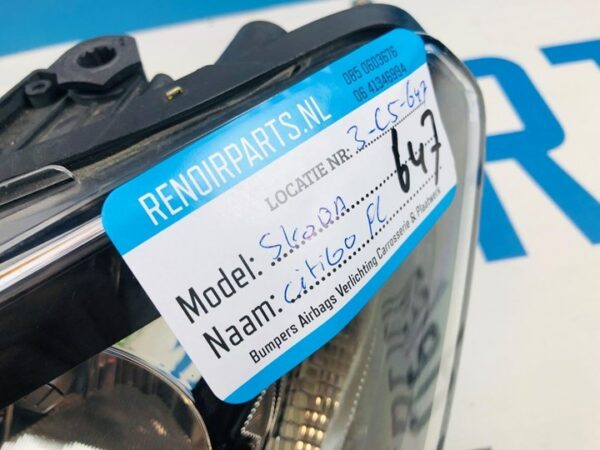 RENOIRPARTS.NL
085 0603676
06 41346994
LOCATIE NR: 3-C5-647
647
Model: Skoda
Naam: Citigo FL
Bumpers Airbags Verlichting Carrosserie & Plaatwerk